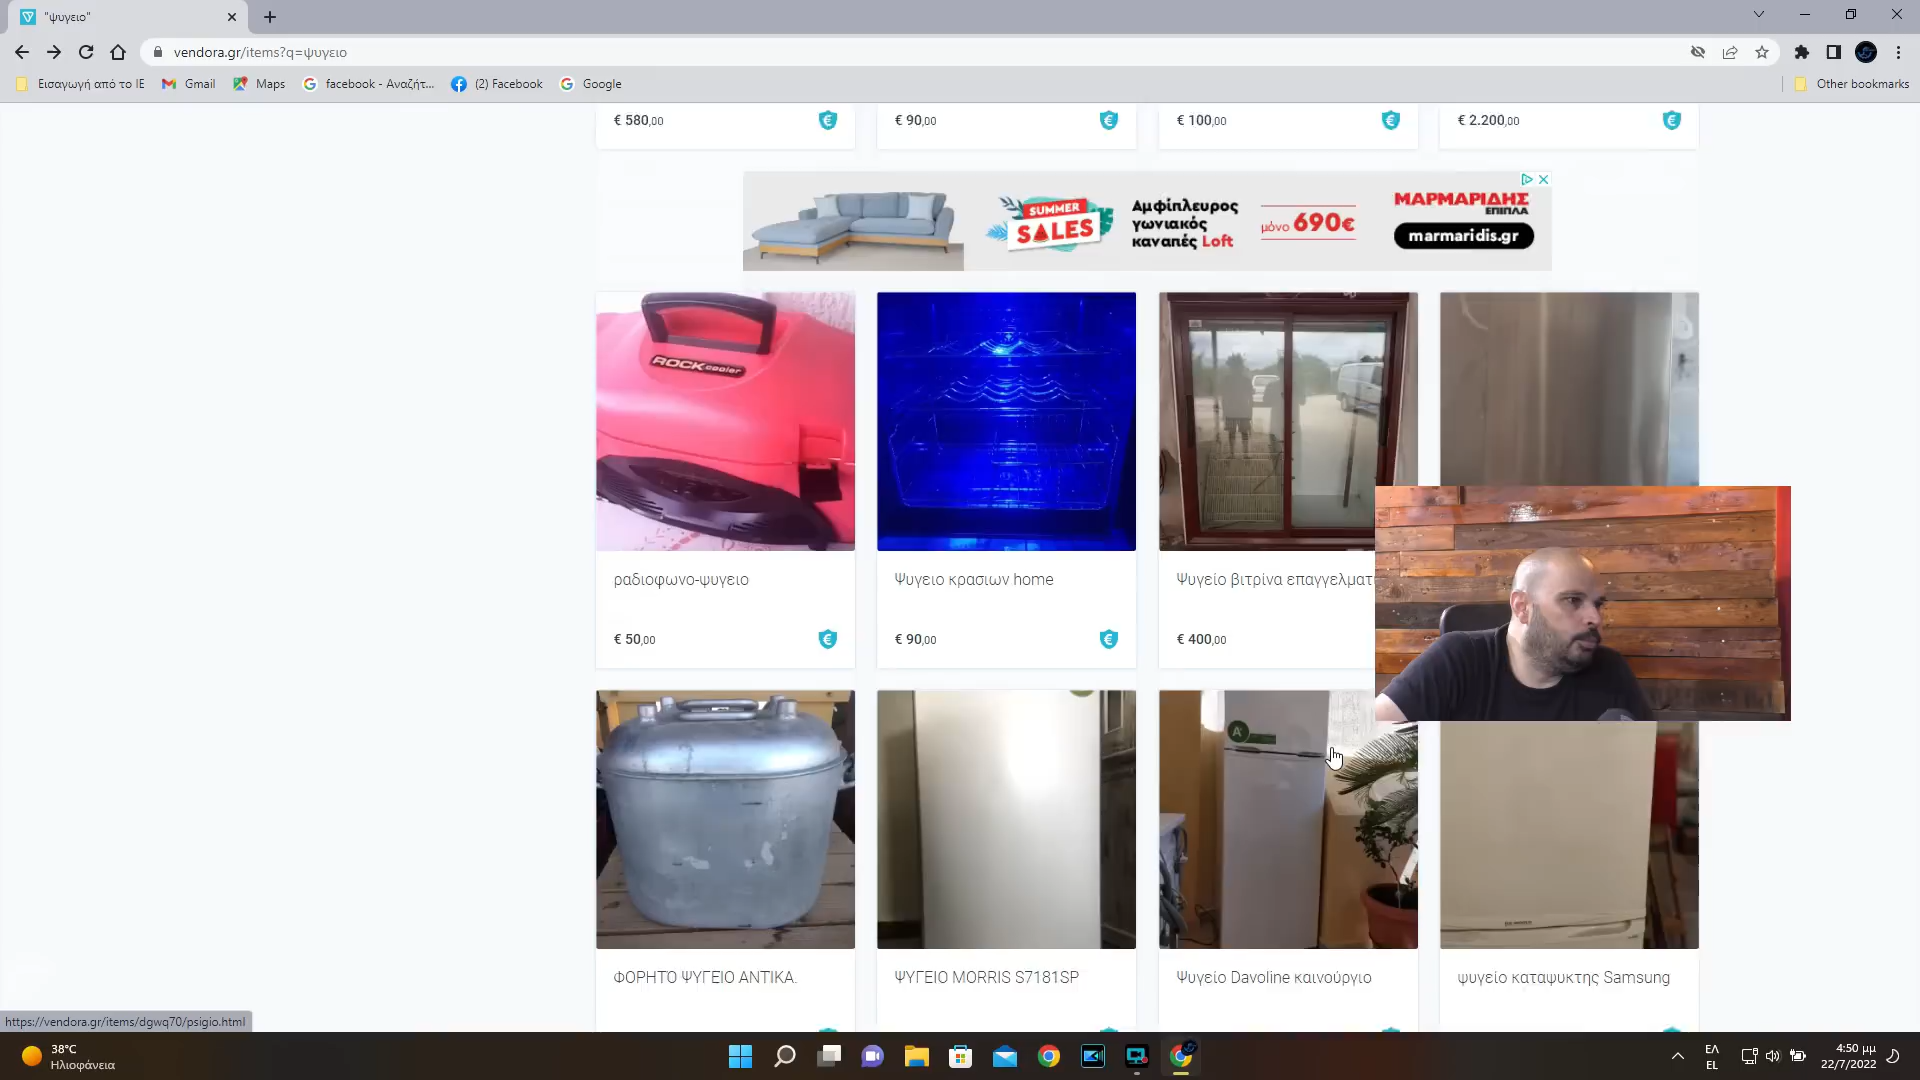 "ψυγειο"
vendora.gr/items?q=ψυγειο
Εισαγωγή από το IE
Gmail
Maps
facebook - Αναζήτ...
(2) Facebook
Google
Other bookmarks
€ 580,00
€ 90,00
€ 100,00
€ 2.200,00
SUMMER
SALES
Αμφίπλευρος
γωνιακός
καναπές Loft
μόνο 690€
ΜΑΡΜΑΡΙΔΗΣ
ΕΠΙΠΛΑ
marmaridis.gr
ROCK cooler
ραδιοφωνο-ψυγειο
Ψυγειο κρασιων home
Ψυγείο βιτρίνα επαγγελματι
€ 50,00
€ 90,00
€ 400,00
ΦΟΡΗΤΟ ΨΥΓΕΙΟ ΑΝΤΙΚΑ.
ΨΥΓΕΙΟ MORRIS S7181SP
Ψυγείο Davoline καινούργιο
ψυγείο καταψυκτης Samsung
https://vendora.gr/items/dgwq70/psigio.html
38°C
Ηλιοφάνεια
ΕΛ
EL
4:50 μμ
22/7/2022